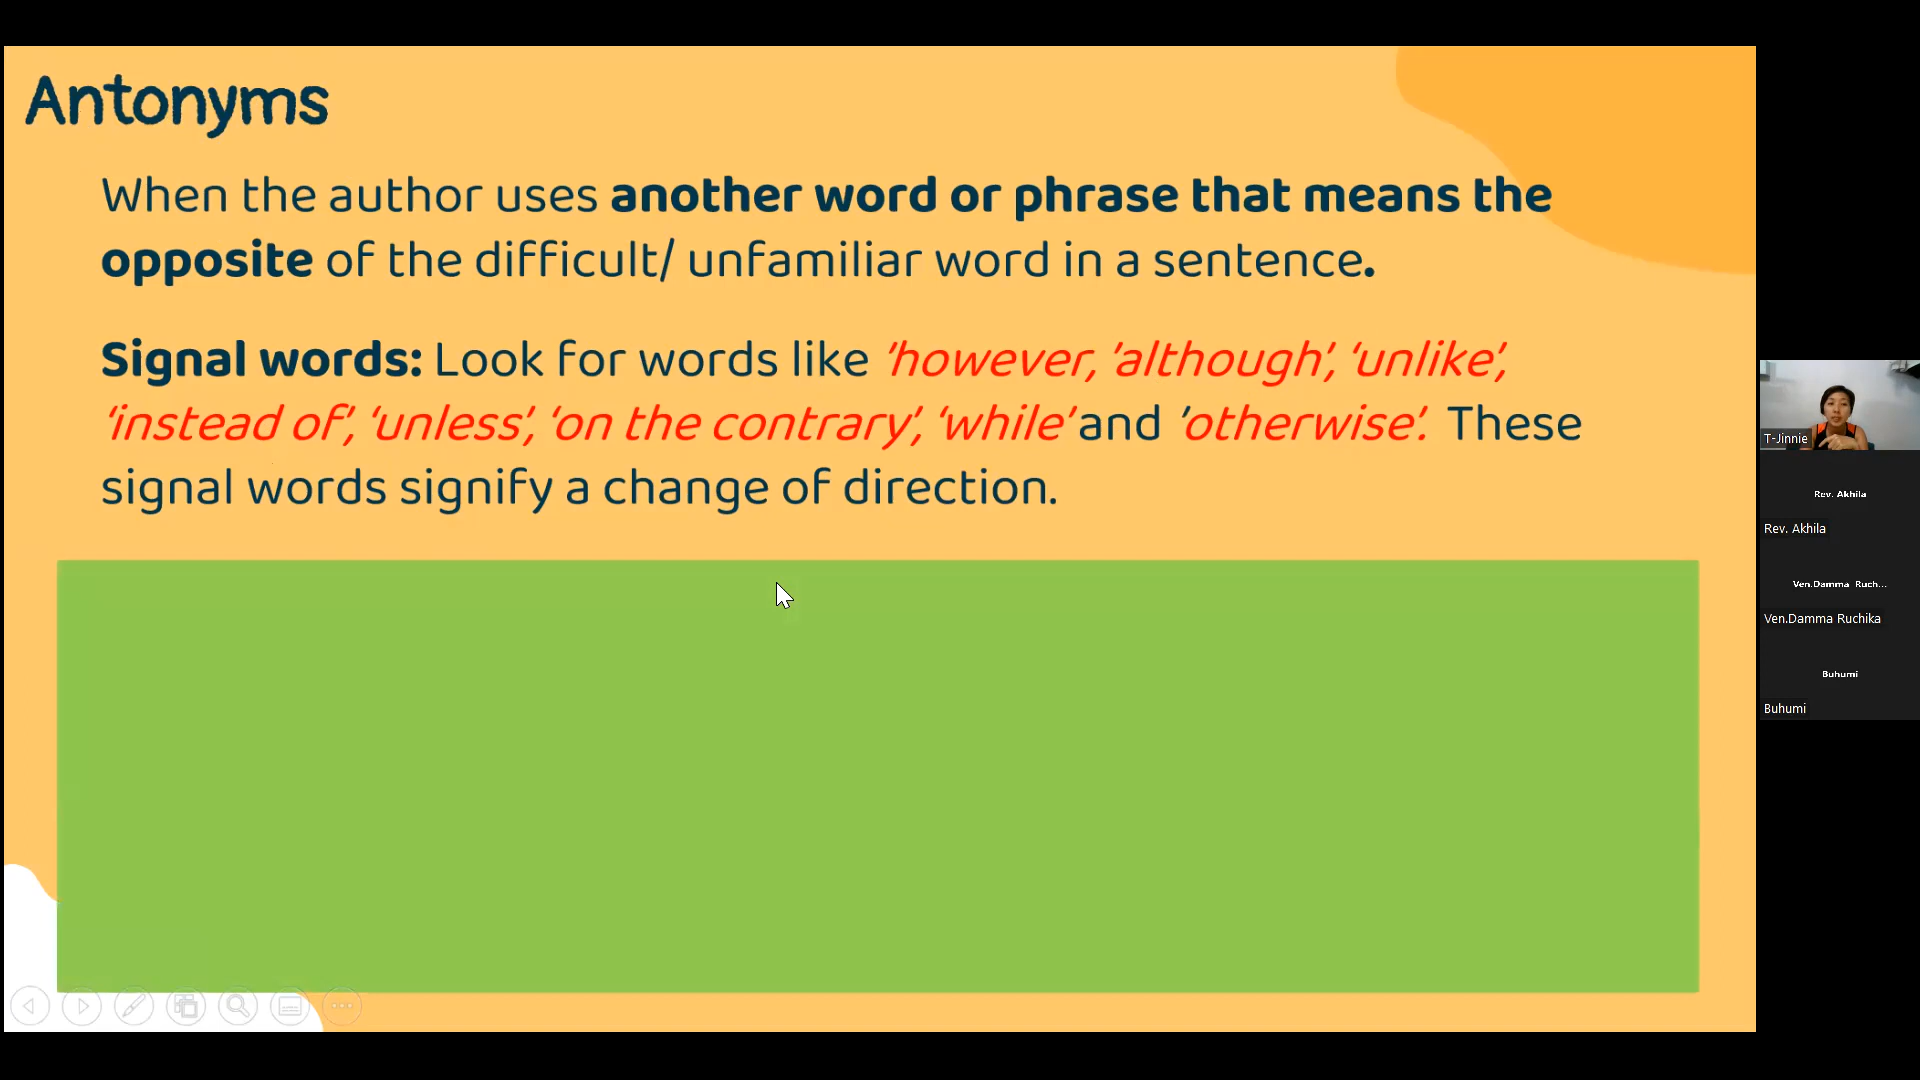 Antonyms
When the author uses another word or phrase that means the
opposite of the difficult/ unfamiliar word in a sentence.
Signal words: Look for words like ’however, ’although’, ‘unlike’,
‘instead of’, ‘unless’, ‘on the contrary’, ‘while’ and ’otherwise’. These
signal words signify a change of direction.
T-Jinnie
Rev. Akhila
Rev. Akhila
Ven.Damma Ruch...
Ven.Damma Ruchika
Buhumi
Buhumi